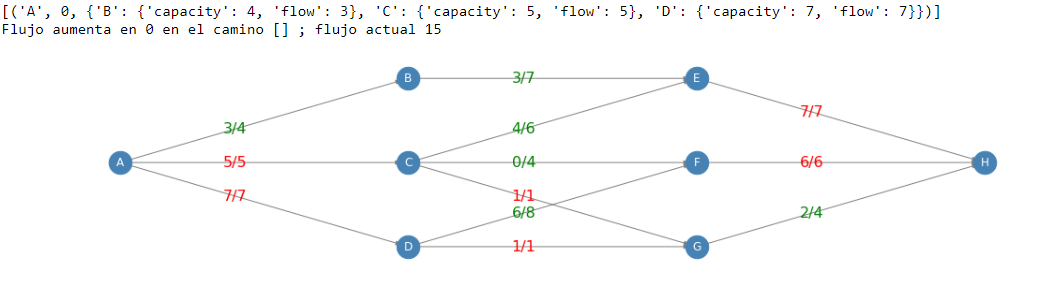 [('A', 0, {'B': {'capacity': 4, 'flow': 3}, 'C': {'capacity': 5, 'flow': 5}, 'D': {'capacity': 7, 'flow': 7}})]
Flujo aumenta en 0 en el camino [] ; flujo actual 15
B
3/7
E
7/7
3/4
4/6
A
5/5
C
0/4
F
6/6
H
7/7
1/1
6/8
2/4
D
1/1
G